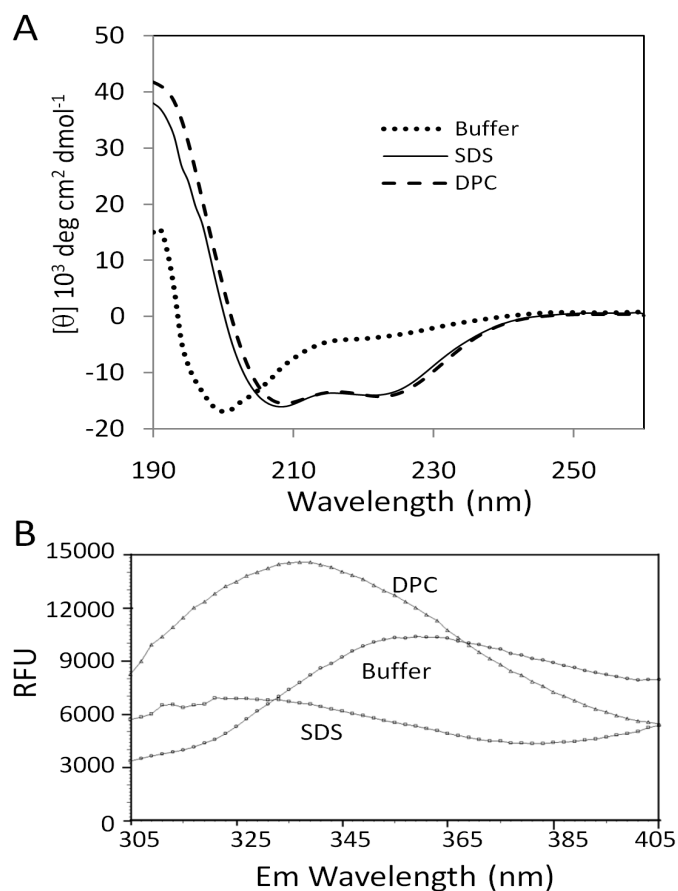 A
50
40
30
20
10
0
-10
-20
[θ] 10³ deg cm² dmol⁻¹
Buffer
SDS
DPC
190 210 230 250
Wavelength (nm)
B
15000
12000
9000
6000
3000
0
RFU
DPC
Buffer
SDS
305 325 345 365 385 405
Em Wavelength (nm)